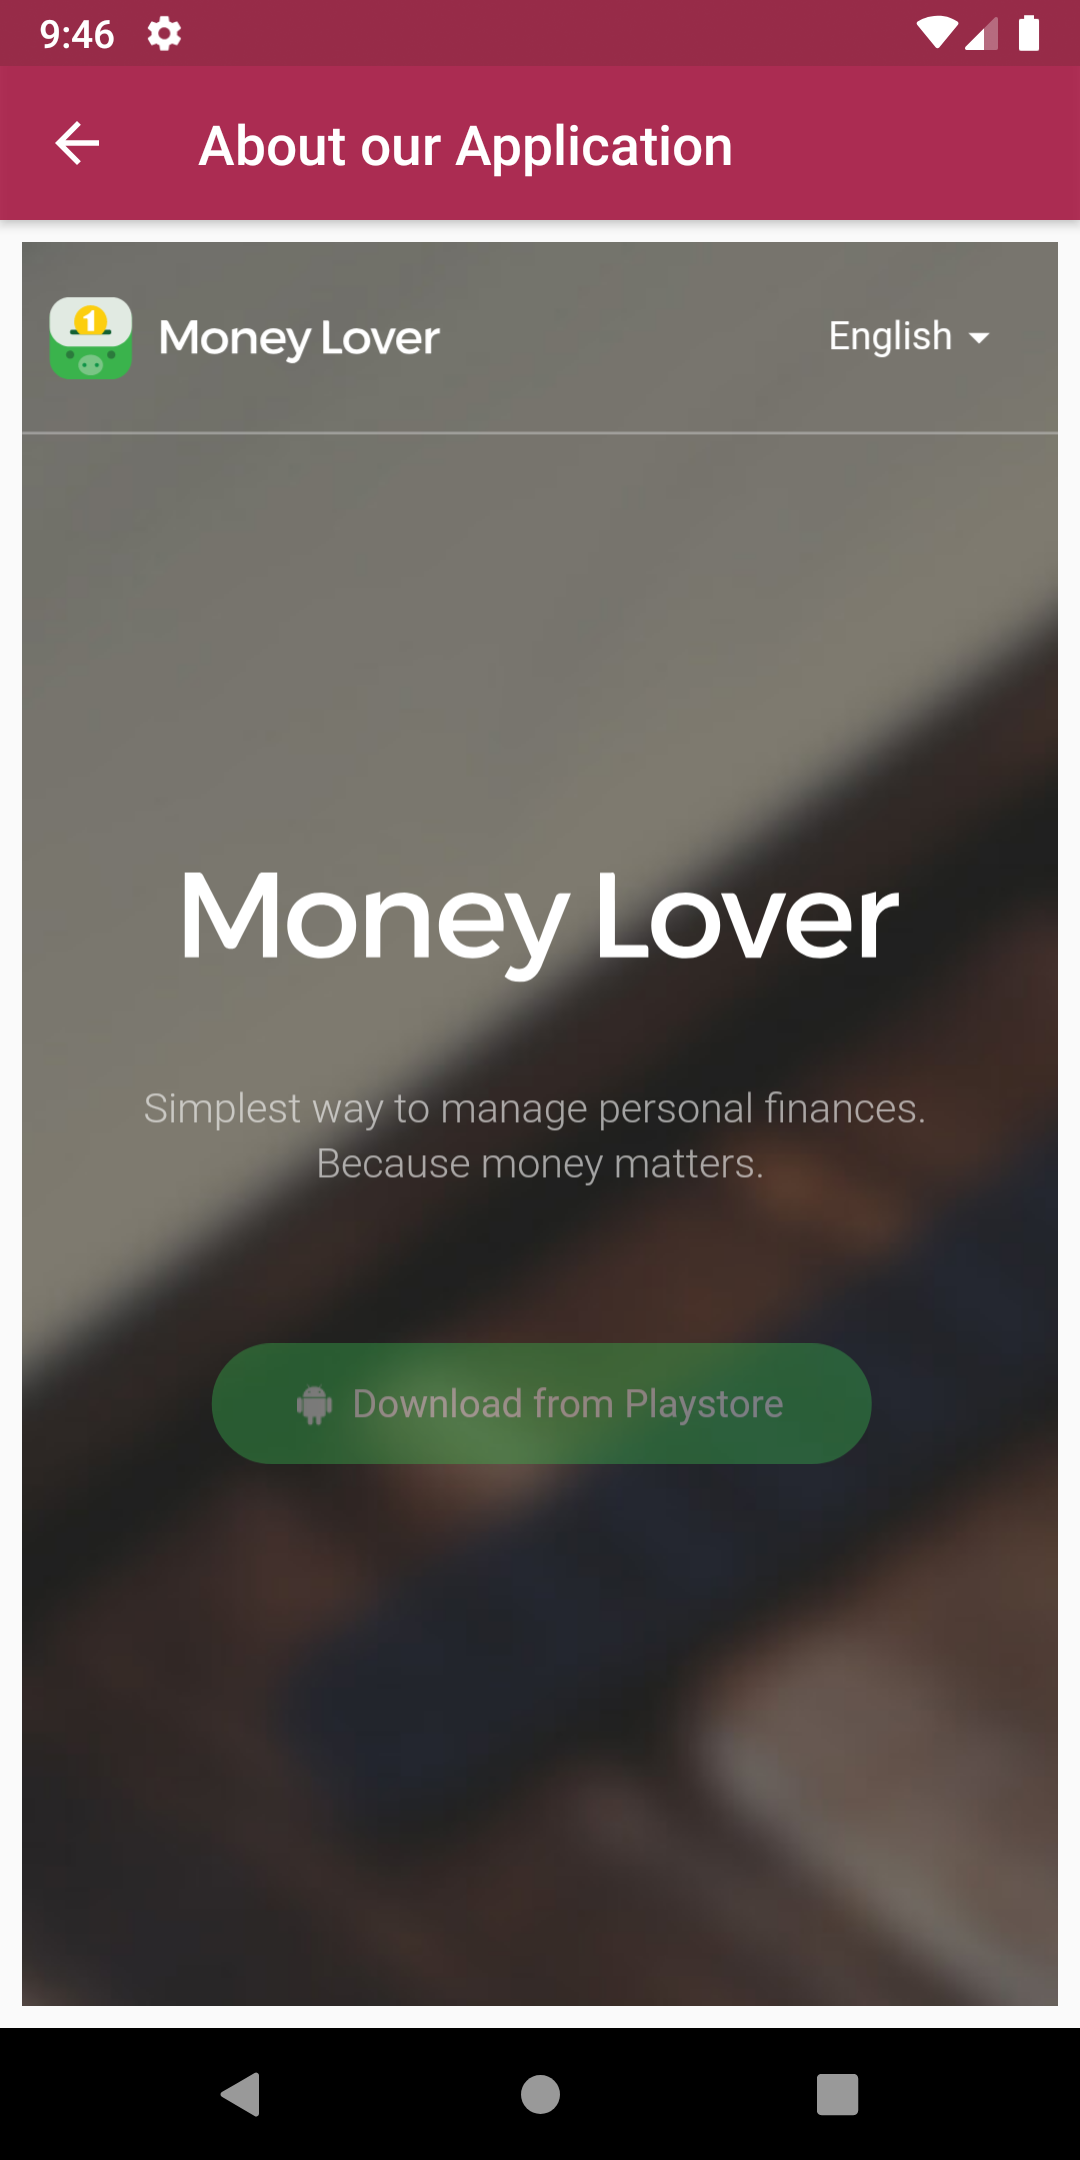 9:46
About our Application
1
Money Lover
English
Money Lover
Simplest way to manage personal finances.
Because money matters.
Download from Playstore